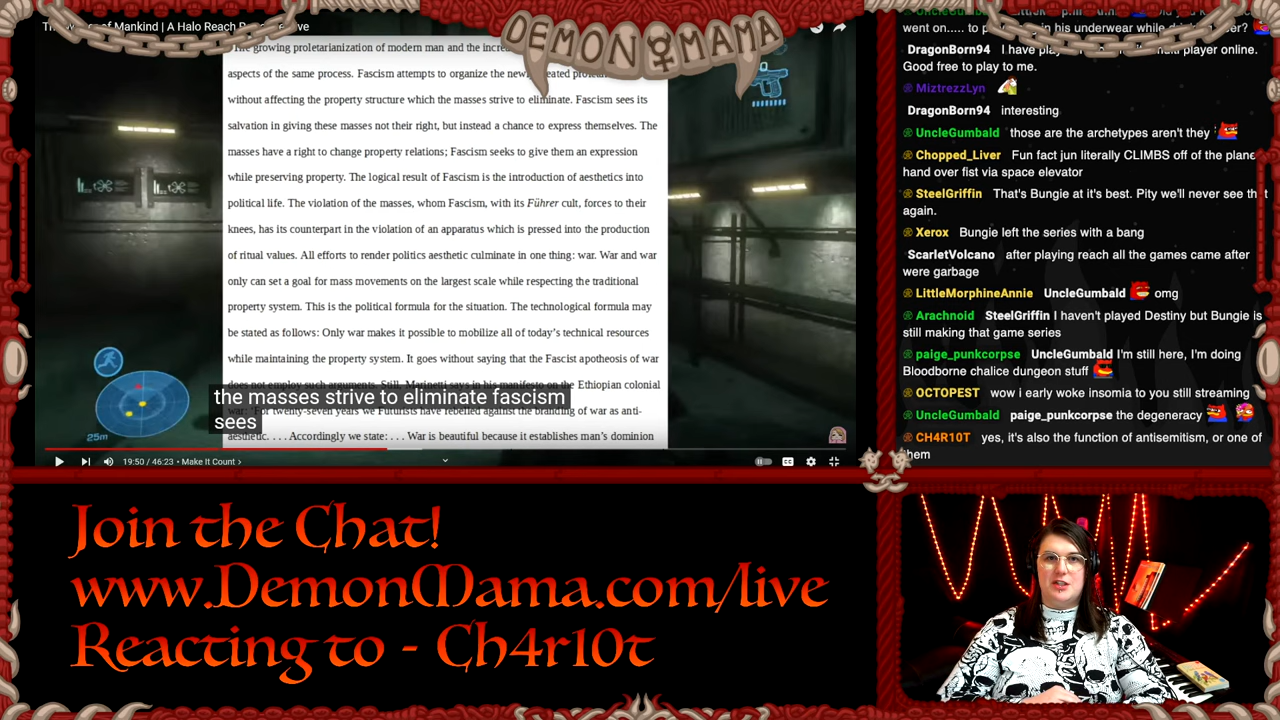 of Mankind | A Halo Reach
DEMON MAMA
growing proletarianization of modern man and the
aspects of the same process. Fascism attempts to organize the newly created
without affecting the property structure which the masses strive to eliminate. Fascism sees its
salvation in giving these masses not their right, but instead a chance to express themselves. The
masses have a right to change property relations; Fascism seeks to give them an expression
while preserving property. The logical result of Fascism is the introduction of aesthetics into
political life. The violation of the masses, whom Fascism, with its Führer cult, forces to their
knees, has its counterpart in the violation of an apparatus which is pressed into the production
of ritual values. All efforts to render politics aesthetic culminate in one thing: war. War and war
only can set a goal for mass movements on the largest scale while respecting the traditional
property system. This is the political formula for the situation. The technological formula may
be stated as follows: Only war makes it possible to mobilize all of today's technical resources
while maintaining the property system. It goes without saying that the Fascist apotheosis of war
does not employ such arguments. Still, Marinetti says in his manifesto on the Ethiopian colonial
war: "For twenty-seven years we Futurists have rebelled against the branding of war as anti-
aesthetic. . . . Accordingly we state: . . . War is beautiful because it establishes man's dominion
the masses strive to eliminate fascism
sees
25m
19:50 / 46:23 • Make It Count >
went on..... to in his underwear while
DragonBorn94 I have player online.
Good free to play to me.
MiztrezzLyn
DragonBorn94 interesting
UncleGumbald those are the archetypes aren't they
Chopped_Liver Fun fact jun literally CLIMBS off of the plane
hand over fist via space elevator
SteelGriffin That's Bungie at it's best. Pity we'll never see that
again.
Xerox Bungie left the series with a bang
ScarletVolcano after playing reach all the games came after
were garbage
LittleMorphineAnnie UncleGumbald omg
Arachnoid SteelGriffin I haven't played Destiny but Bungie is
still making that game series
paige_punkcorpse UncleGumbald I'm still here, I'm doing
Bloodborne chalice dungeon stuff
OCTOPEST wow i early woke insomia to you still streaming
UncleGumbald paige_punkcorpse the degeneracy
CH4R10T yes, it's also the function of antisemitism, or one of
them
Join the Chat!
www.DemonMama.com/live
Reacting to - Ch4r10t